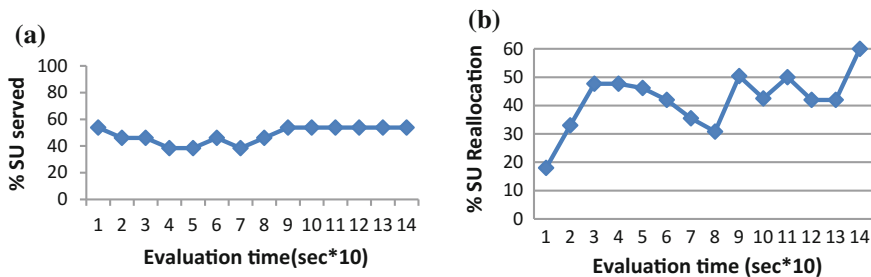 (a)
% SU served
100
80
60
40
20
0
1 2 3 4 5 6 7 8 9 10 11 12 13 14
Evaluation time(sec*10)
(b)
% SU Reallocation
60
50
40
30
20
10
0
1 2 3 4 5 6 7 8 9 10 11 12 13 14
Evaluation time (sec*10)